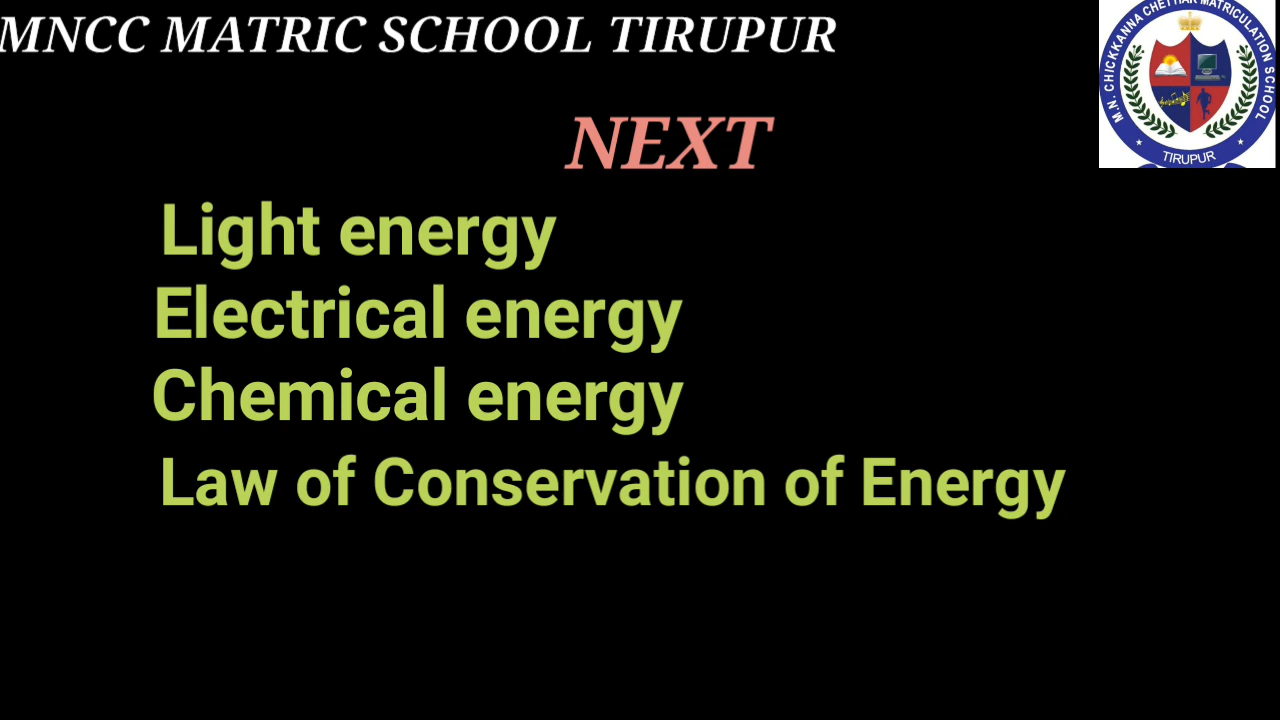 MNCC MATRIC SCHOOL TIRUPUR
M.N. CHICKKANNA CHETTIAR MATRICULATION SCHOOL
TIRUPUR
NEXT
Light energy
Electrical energy
Chemical energy
Law of Conservation of Energy